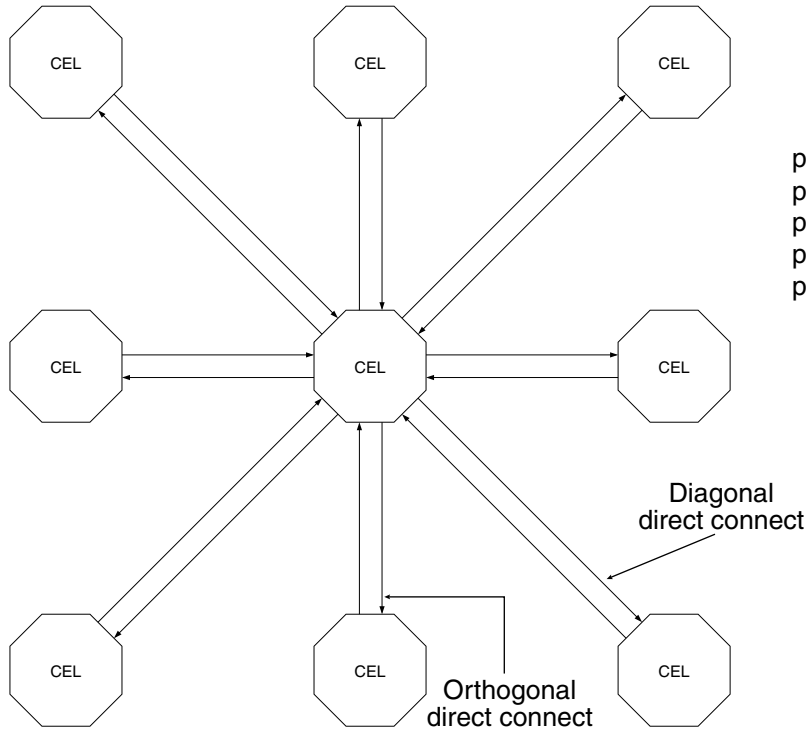 CEL CEL CEL
p
p
p
p
p
CEL CEL CEL
Diagonal
direct connect
CEL CEL CEL
Orthogonal
direct connect